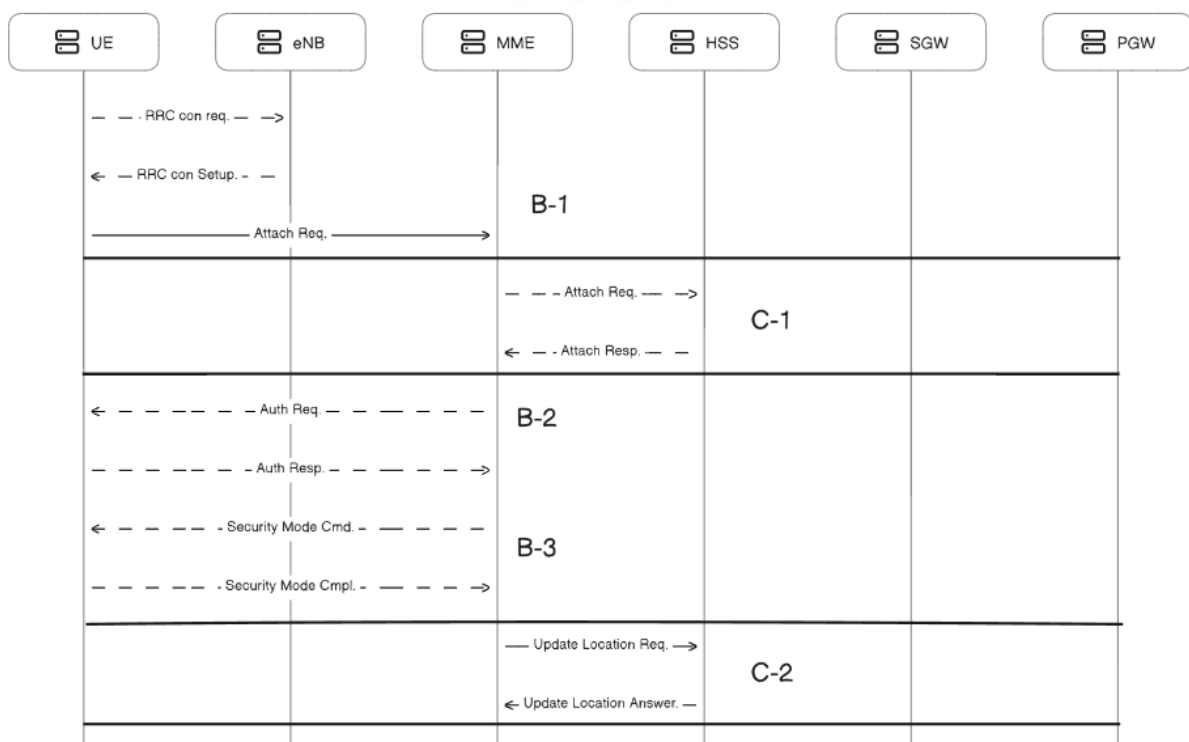 UE
eNB
MME
HSS
SGW
PGW
RRC con req.
RRC con Setup.
B-1
Attach Req.
Attach Req.
C-1
Attach Resp.
Auth Req.
B-2
Auth Resp.
Security Mode Cmd.
B-3
Security Mode Cmpl.
Update Location Req.
C-2
Update Location Answer.